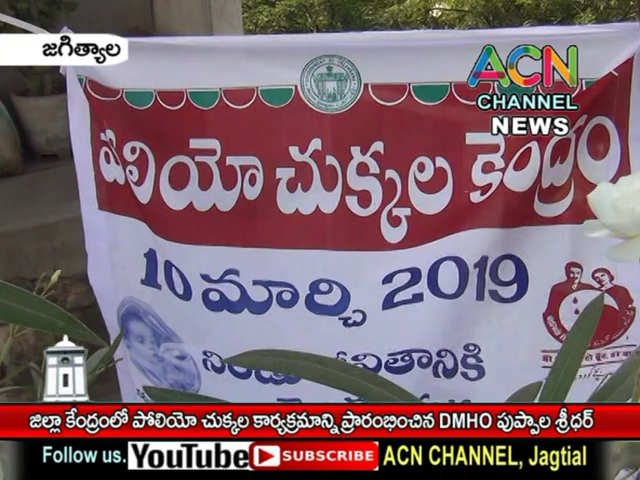 జగిత్యాల
ACN
CHANNEL
NEWS
పలియో చుక్కల కేంద్రం
10 మార్చి 2019
జిల్లా కేంద్రంలో పోలియో చుక్కల కార్యక్రమాన్ని ప్రారంభించిన DMHO పుప్పాల శ్రీధర్
Follow us. YouTube SUBSCRIBE ACN CHANNEL, Jagtial